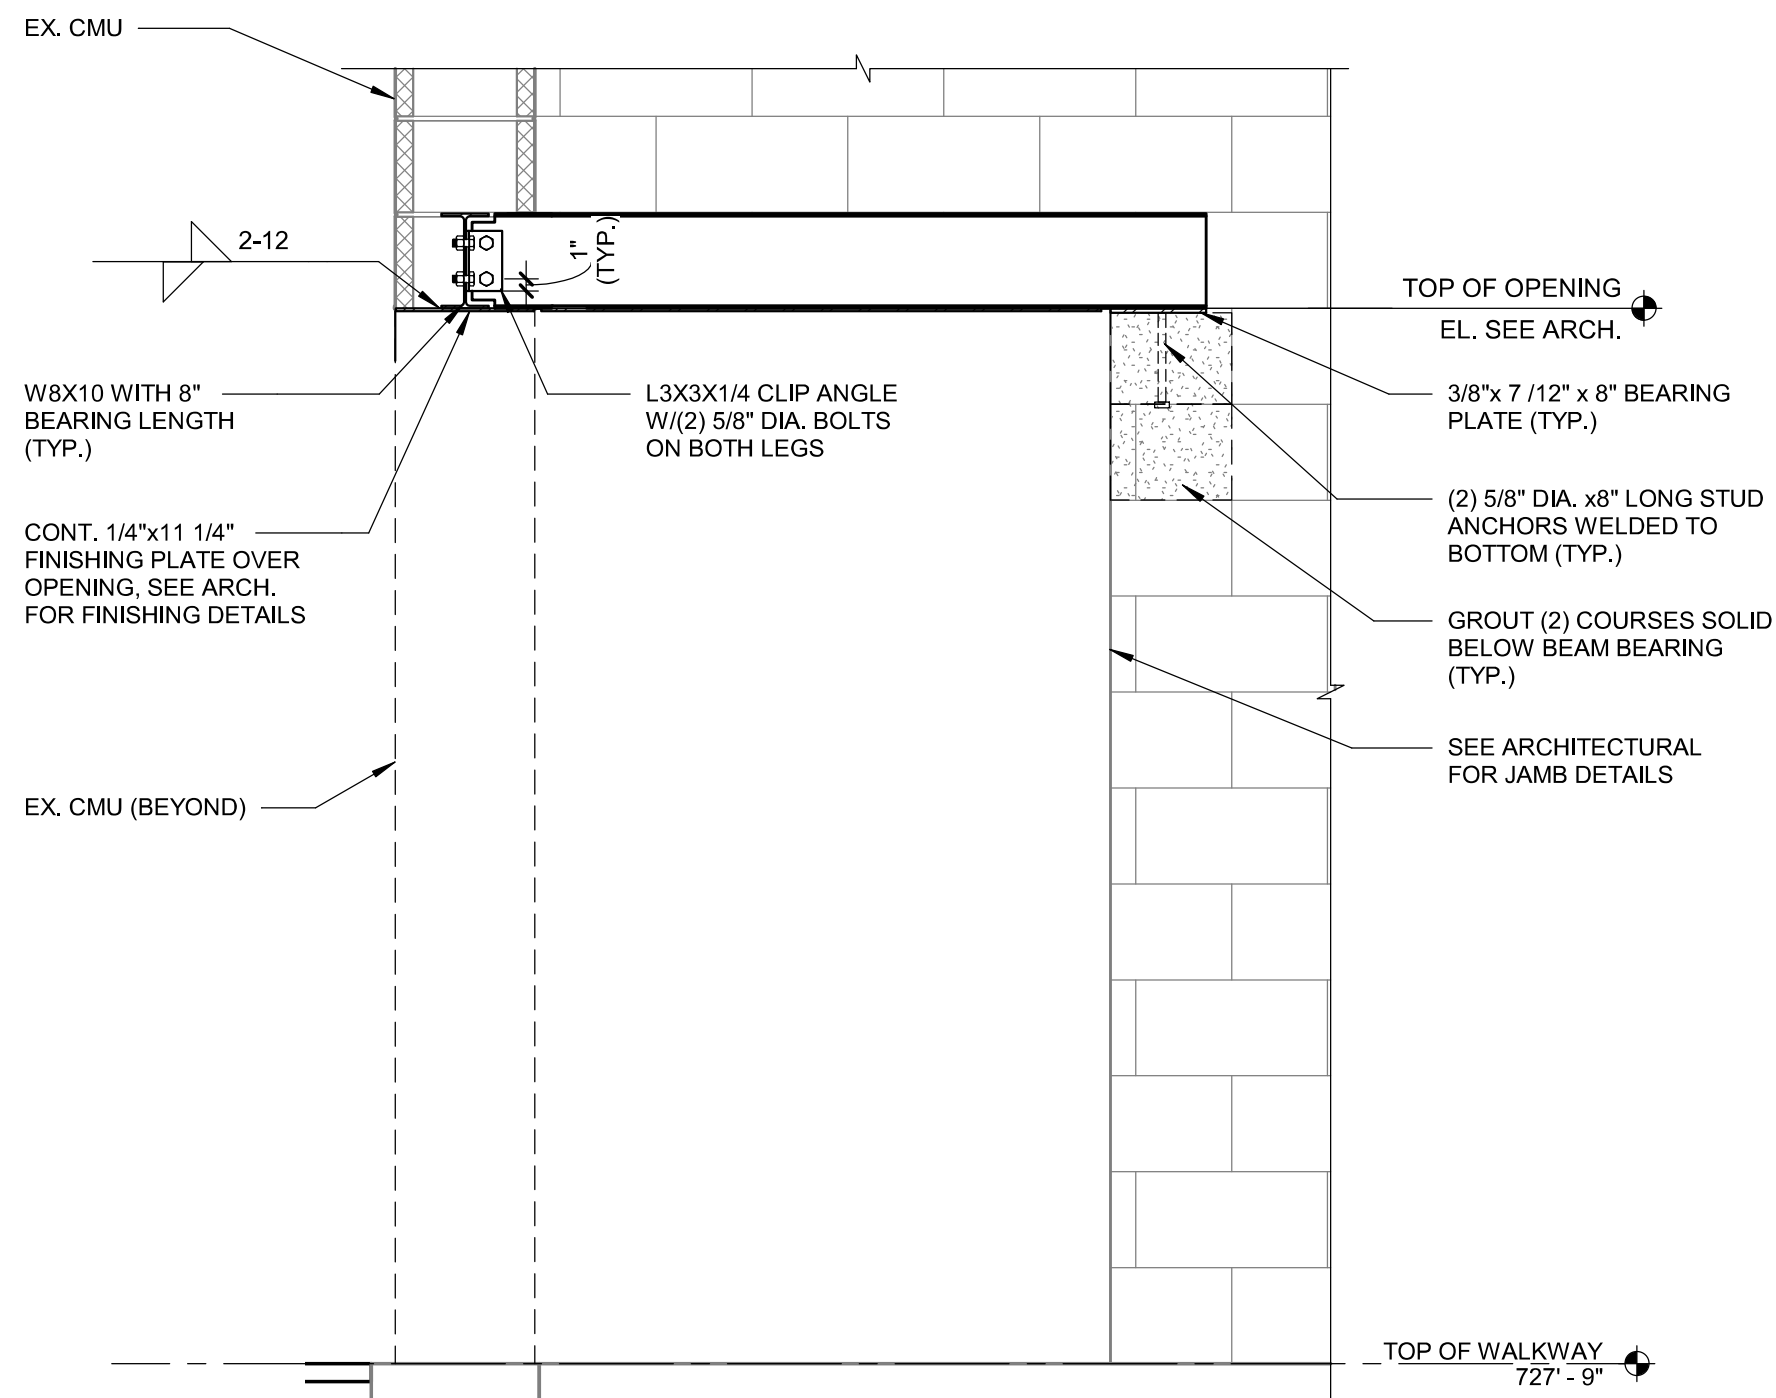 EX. CMU
2-12
1"
(TYP.)
TOP OF OPENING
EL. SEE ARCH.
W8X10 WITH 8"
BEARING LENGTH
(TYP.)
L3X3X1/4 CLIP ANGLE
W/(2) 5/8" DIA. BOLTS
ON BOTH LEGS
3/8"x 7 /12" x 8" BEARING
PLATE (TYP.)
CONT. 1/4"x11 1/4"
FINISHING PLATE OVER
OPENING, SEE ARCH.
FOR FINISHING DETAILS
(2) 5/8" DIA. x8" LONG STUD
ANCHORS WELDED TO
BOTTOM (TYP.)
GROUT (2) COURSES SOLID
BELOW BEAM BEARING
(TYP.)
SEE ARCHITECTURAL
FOR JAMB DETAILS
EX. CMU (BEYOND)
TOP OF WALKWAY
727' - 9"